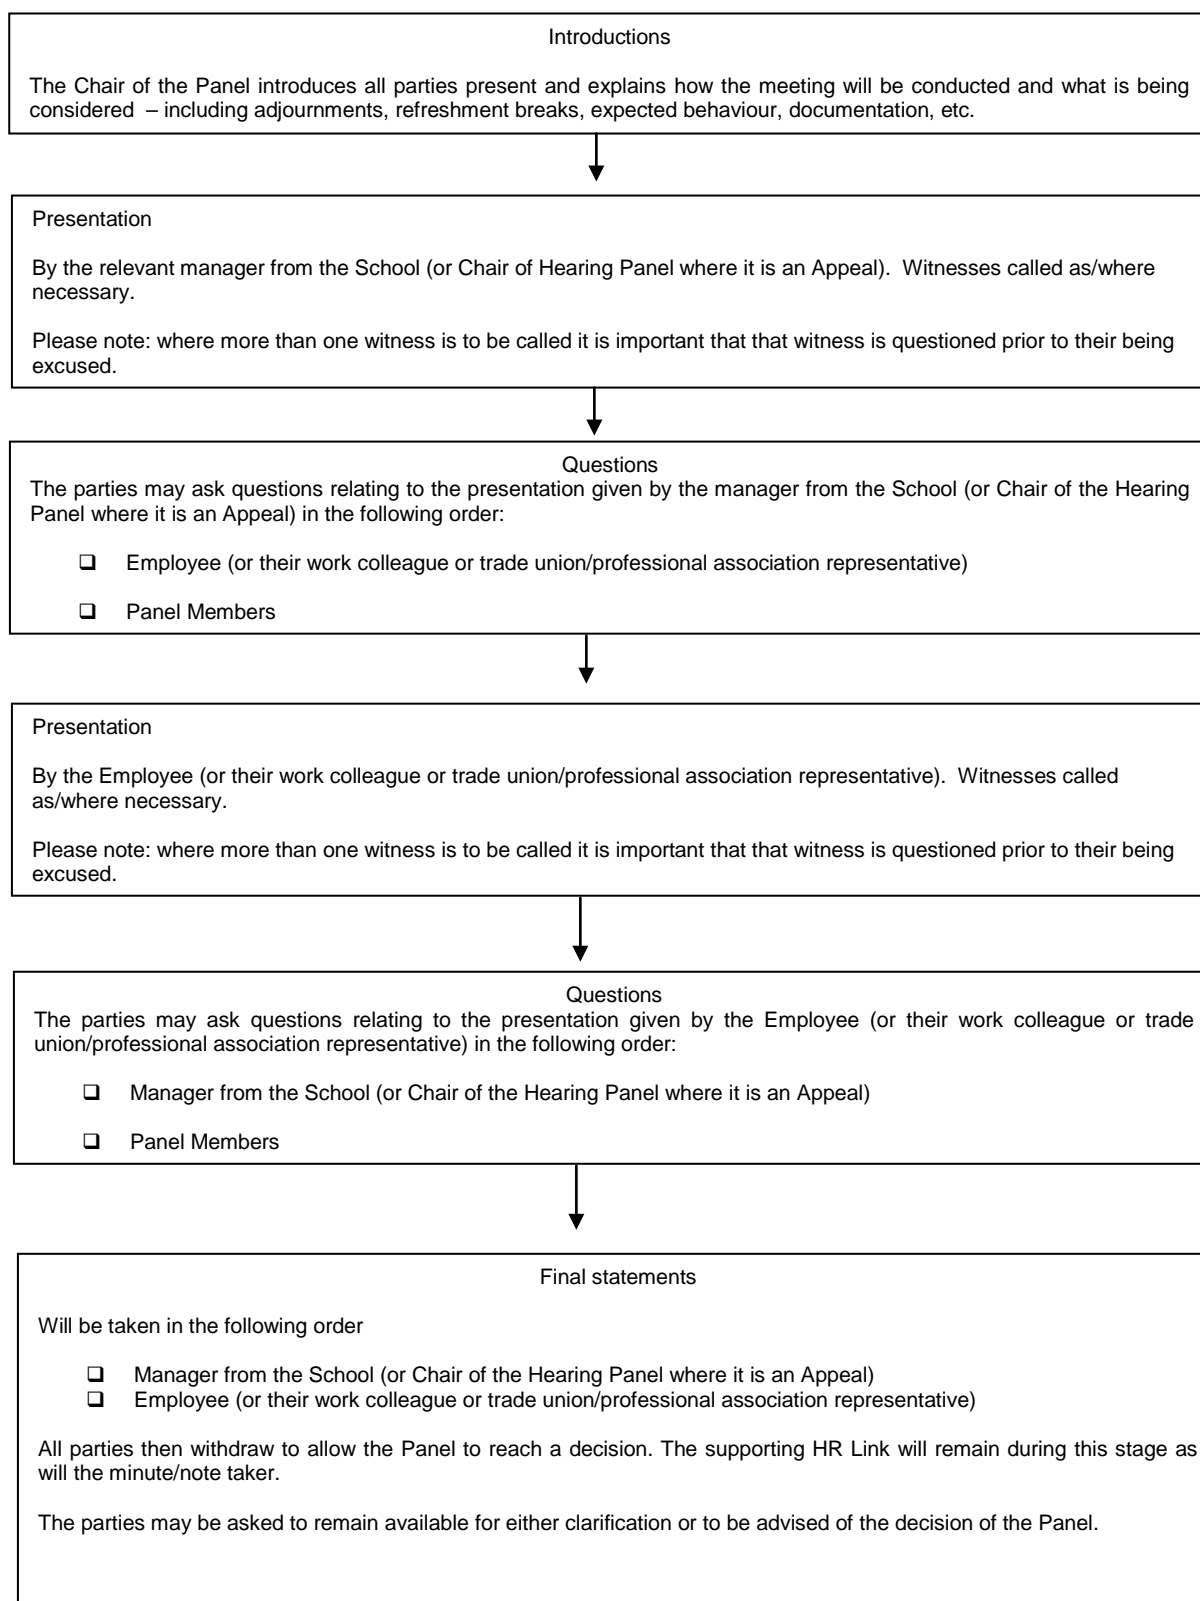 Introductions
The Chair of the Panel introduces all parties present and explains how the meeting will be conducted and what is being
considered – including adjournments, refreshment breaks, expected behaviour, documentation, etc.
Presentation
By the relevant manager from the School (or Chair of Hearing Panel where it is an Appeal). Witnesses called as/where
necessary.
Please note: where more than one witness is to be called it is important that that witness is questioned prior to their being
excused.
Questions
The parties may ask questions relating to the presentation given by the manager from the School (or Chair of the Hearing
Panel where it is an Appeal) in the following order:
❑ Employee (or their work colleague or trade union/professional association representative)
❑ Panel Members
Presentation
By the Employee (or their work colleague or trade union/professional association representative). Witnesses called
as/where necessary.
Please note: where more than one witness is to be called it is important that that witness is questioned prior to their being
excused.
Questions
The parties may ask questions relating to the presentation given by the Employee (or their work colleague or trade
union/professional association representative) in the following order:
❑ Manager from the School (or Chair of the Hearing Panel where it is an Appeal)
❑ Panel Members
Final statements
Will be taken in the following order
❑ Manager from the School (or Chair of the Hearing Panel where it is an Appeal)
❑ Employee (or their work colleague or trade union/professional association representative)
All parties then withdraw to allow the Panel to reach a decision. The supporting HR Link will remain during this stage as
will the minute/note taker.
The parties may be asked to remain available for either clarification or to be advised of the decision of the Panel.